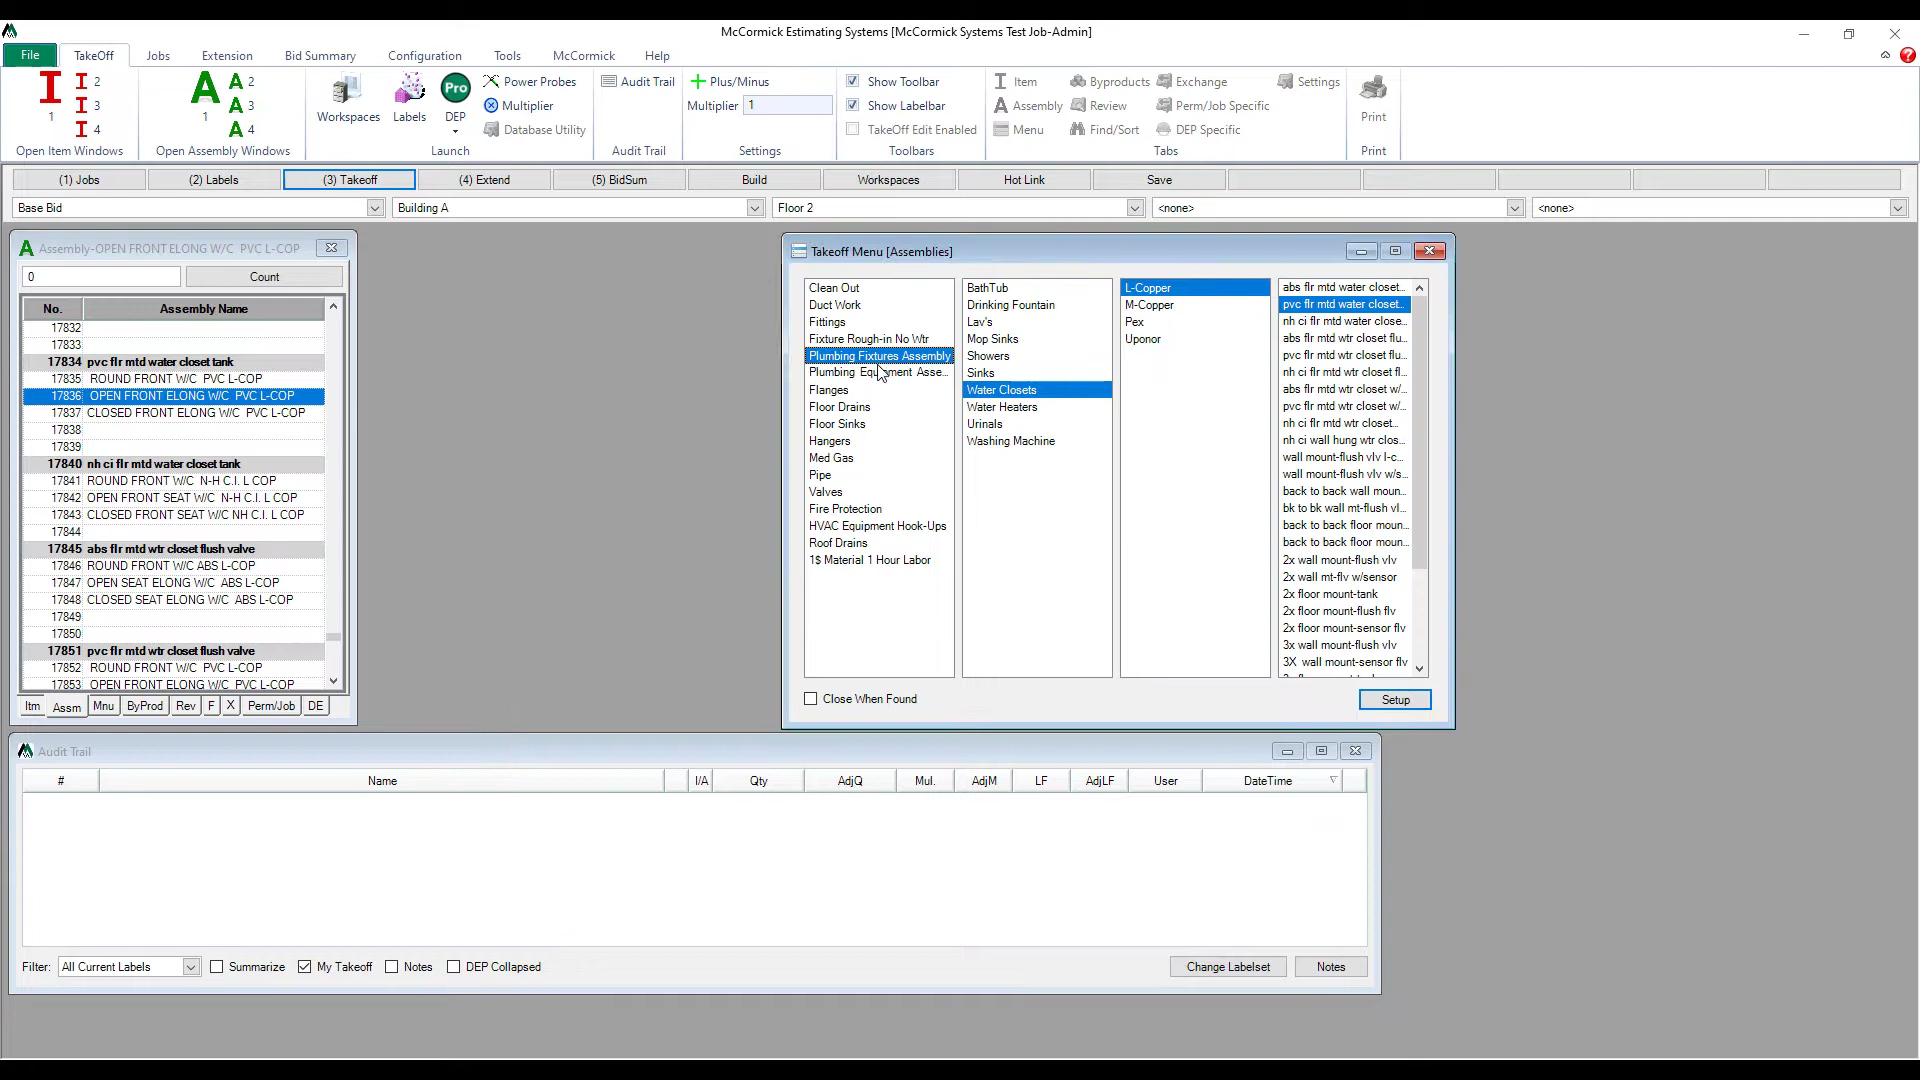 McCormick Estimating Systems [McCormick Systems Test Job-Admin]
File TakeOff Jobs Extension Bid Summary Configuration Tools McCormick Help
I 1 I 2 I 3 I 4
Open Item Windows
A 1 A 2 A 3 A 4
Open Assembly Windows
Workspaces Labels Pro DEP
Power Probes
Multiplier
Database Utility
Launch
Audit Trail
Audit Trail
Plus/Minus
Multiplier 1
Settings
Show Toolbar
Show Labelbar
TakeOff Edit Enabled
Toolbars
Item Byproducts Exchange Settings
Assembly Review Perm/Job Specific
Menu Find/Sort DEP Specific
Tabs
Print
Print
(1) Jobs (2) Labels (3) Takeoff (4) Extend (5) BidSum Build Workspaces Hot Link Save
Base Bid Building A Floor 2 <none> <none>
Assembly-OPEN FRONT ELONG W/C PVC L-COP
0 Count
No. Assembly Name
17832
17833
17834 pvc flr mtd water closet tank
17835 ROUND FRONT W/C PVC L-COP
17836 OPEN FRONT ELONG W/C PVC L-COP
17837 CLOSED FRONT ELONG W/C PVC L-COP
17838
17839
17840 nh ci flr mtd water closet tank
17841 ROUND FRONT W/C N-H C.I. L COP
17842 OPEN FRONT SEAT W/C N-H C.I. L COP
17843 CLOSED FRONT SEAT W/C NH C.I. L COP
17844
17845 abs flr mtd wtr closet flush valve
17846 ROUND FRONT W/C ABS L-COP
17847 OPEN SEAT ELONG W/C ABS L-COP
17848 CLOSED SEAT ELONG W/C ABS L-COP
17849
17850
17851 pvc flr mtd wtr closet flush valve
17852 ROUND FRONT W/C PVC L-COP
17853 OPEN FRONT ELONG W/C PVC L-COP
Itm Assm Mnu ByProd Rev F X Perm/Job DE
Takeoff Menu [Assemblies]
Clean Out
Duct Work
Fittings
Fixture Rough-in No Wtr
Plumbing Fixtures Assembly
Plumbing Equipment Asse...
Flanges
Floor Drains
Floor Sinks
Hangers
Med Gas
Pipe
Valves
Fire Protection
HVAC Equipment Hook-Ups
Roof Drains
1$ Material 1 Hour Labor
BathTub
Drinking Fountain
Lav's
Mop Sinks
Showers
Sinks
Water Closets
Water Heaters
Urinals
Washing Machine
L-Copper
M-Copper
Pex
Uponor
abs flr mtd water closet...
pvc flr mtd water closet...
nh ci flr mtd water close...
abs flr mtd water closet flu...
pvc flr mtd water closet flu...
nh ci flr mtd water closet fl...
abs flr mtd wtr closet w/...
pvc flr mtd wtr closet w/...
nh ci flr mtd wtr closet...
nh ci wall hung wtr clos...
wall mount-flush vlv l-c...
wall mount-flush vlv w/s...
back to back wall moun...
bk to bk wall mt-flush vl...
back to back floor moun...
back to back floor moun...
2x wall mount-flush vlv
2x wall mt-flv w/sensor
2x floor mount-tank
2x floor mount-flush flv
2x floor mount-sensor flv
3x wall mount-flush vlv
3X wall mount-sensor flv
Close When Found Setup
Audit Trail
# Name I/A Qty AdjQ Mul. AdjM LF AdjLF User DateTime
Filter: All Current Labels Summarize My Takeoff Notes DEP Collapsed Change Labelset Notes